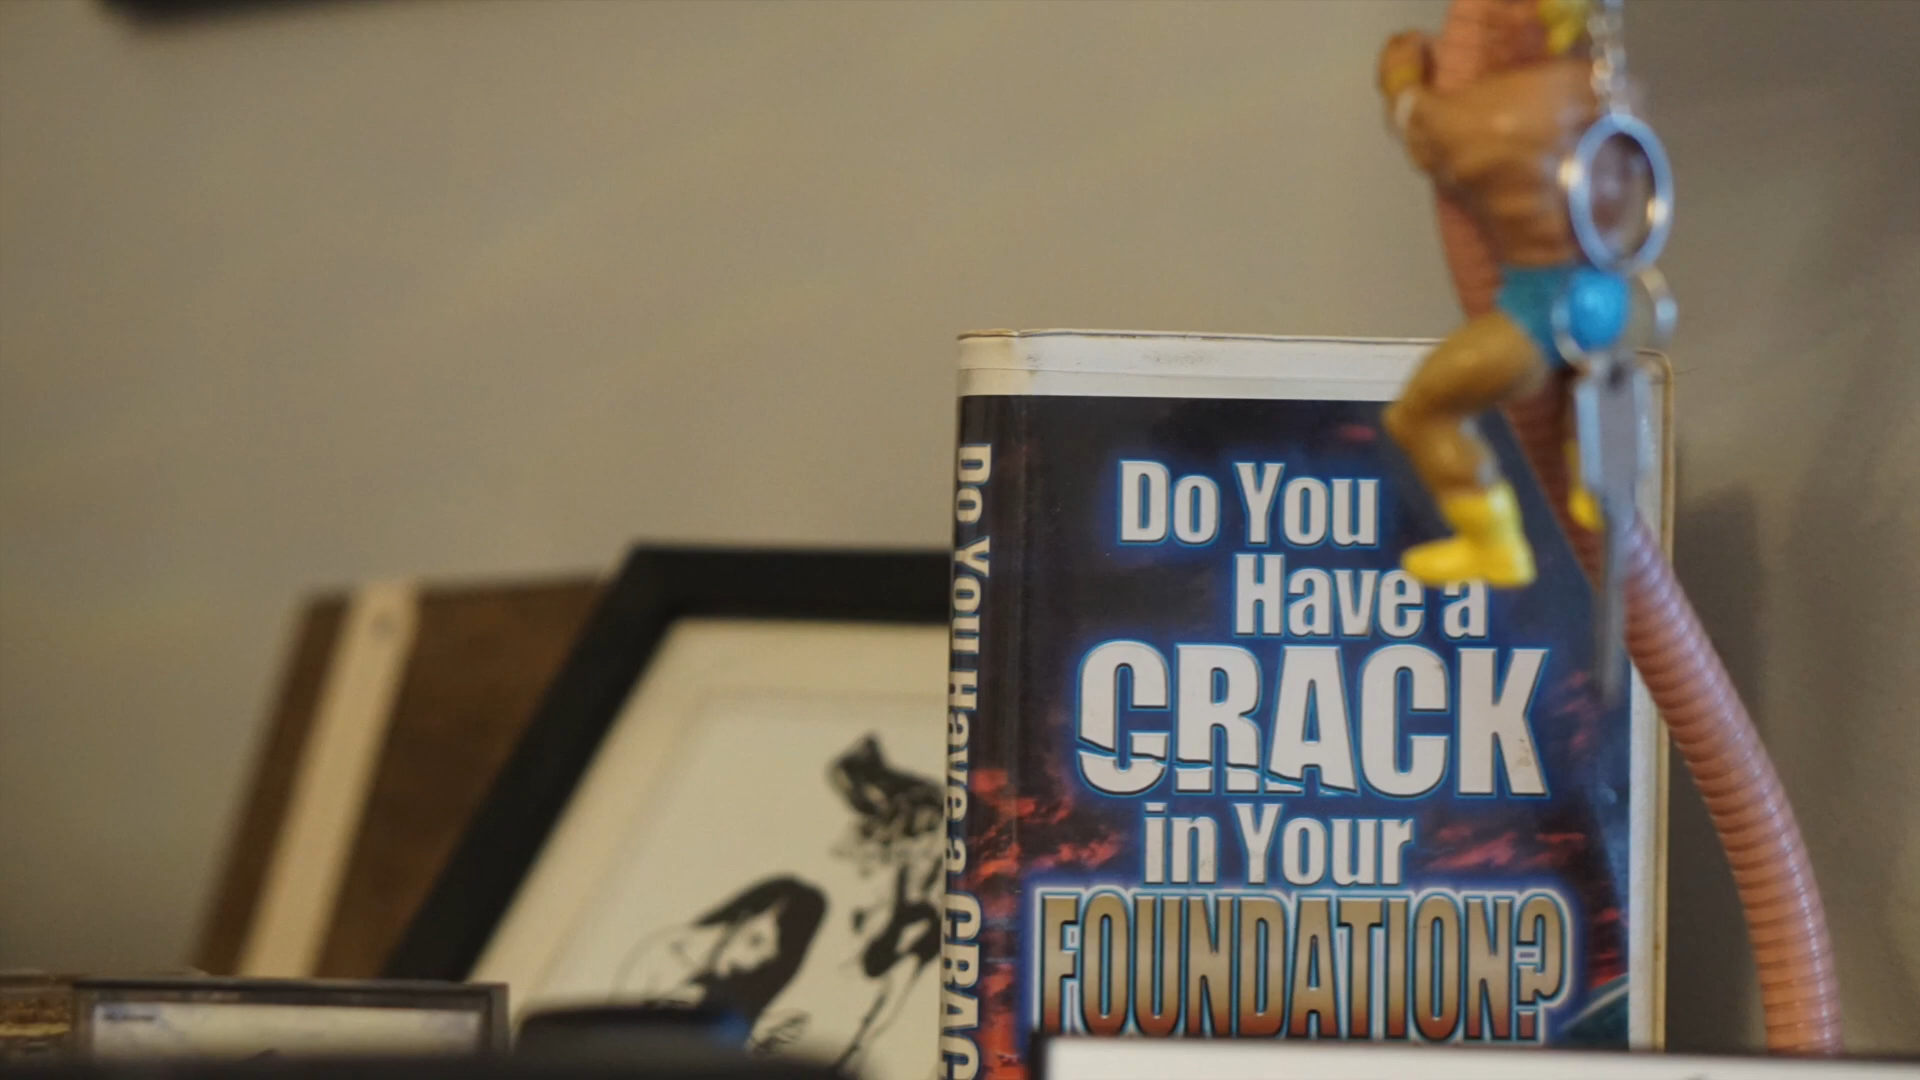 Do You
Have a
CRACK
in Your
FOUNDATION?
Do You Have a CRAC